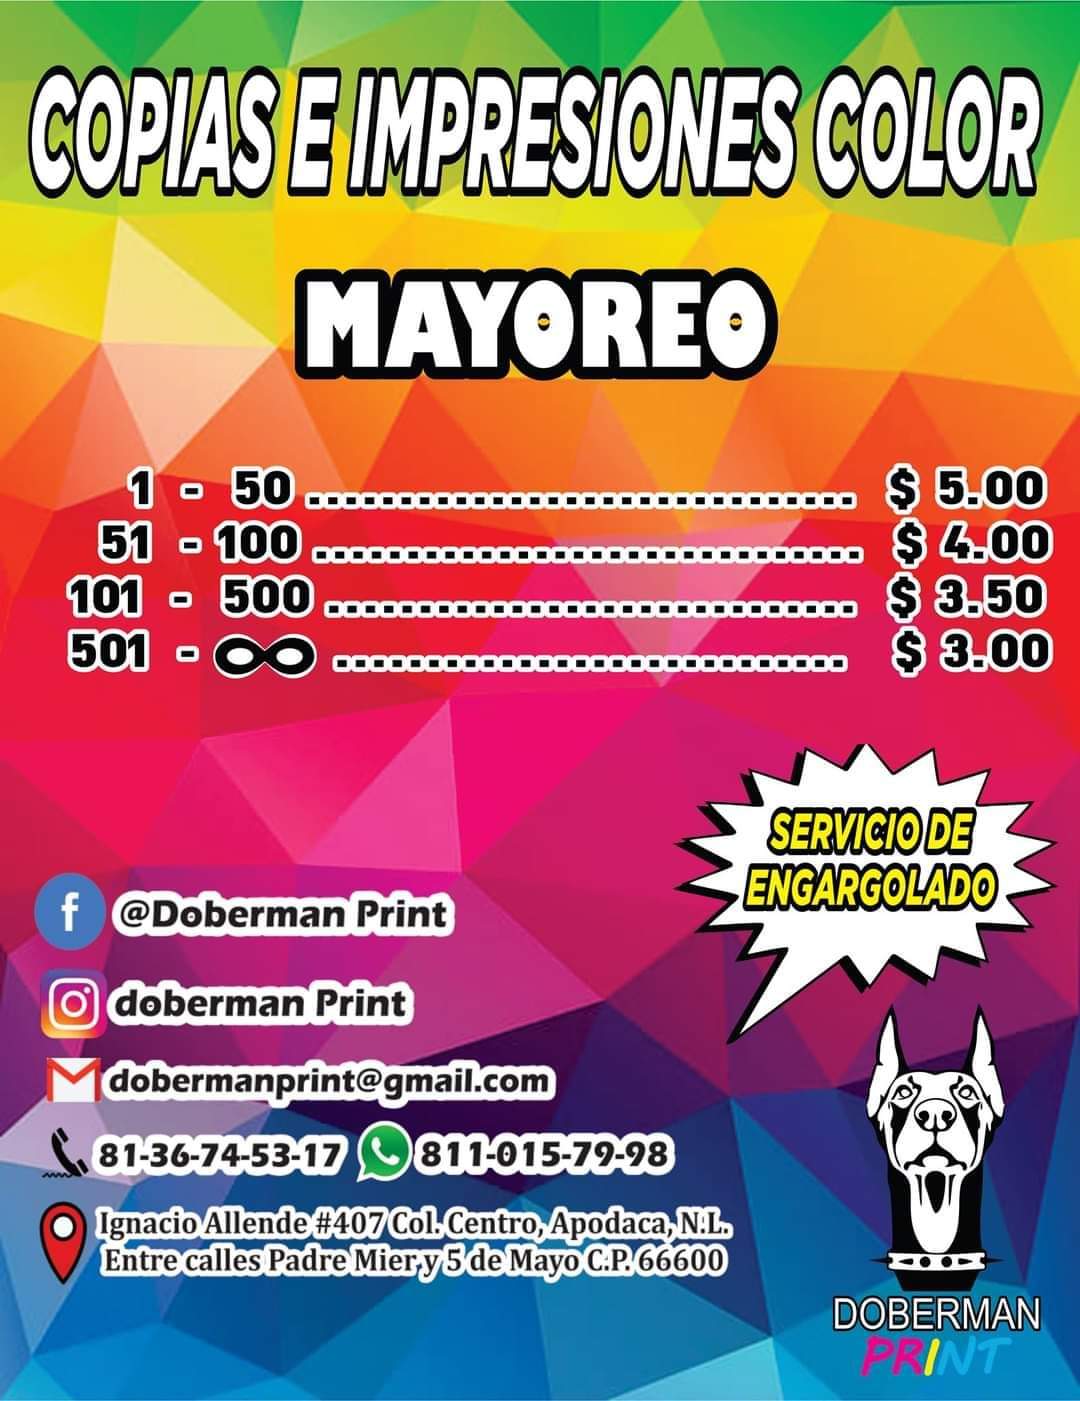 COPIAS E IMPRESIONES COLOR
MAYOREO
1 - 50 .............................. $ 5.00
51 - 100 .............................. $ 4.00
101 - 500 ............................. $ 3.50
501 - ∞ ............................ $ 3.00
SERVICIO DE
ENGARGOLADO
f @Doberman Print
doberman Print
dobermanprint@gmail.com
81-36-74-53-17 811-015-79-98
Ignacio Allende #407 Col. Centro, Apodaca, N.L.
Entre calles Padre Mier y 5 de Mayo C.P. 66600
DOBERMAN
PRINT